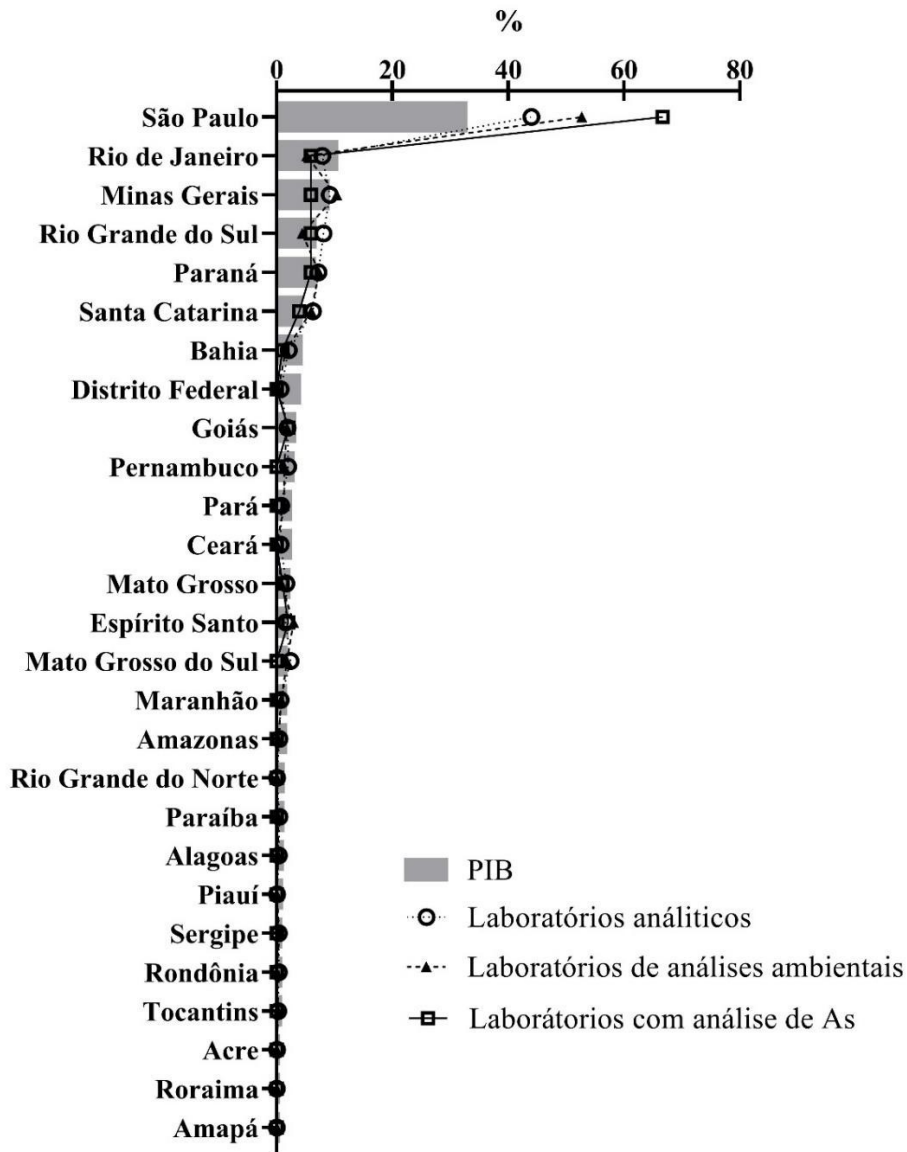 %
0 20 40 60 80
São Paulo
Rio de Janeiro
Minas Gerais
Rio Grande do Sul
Paraná
Santa Catarina
Bahia
Distrito Federal
Goiás
Pernambuco
Pará
Ceará
Mato Grosso
Espírito Santo
Mato Grosso do Sul
Maranhão
Amazonas
Rio Grande do Norte
Paraíba
Alagoas
Piauí
Sergipe
Rondônia
Tocantins
Acre
Roraima
Amapá
PIB
Laboratórios análiticos
Laboratórios de análises ambientais
Laborátorios com análise de As